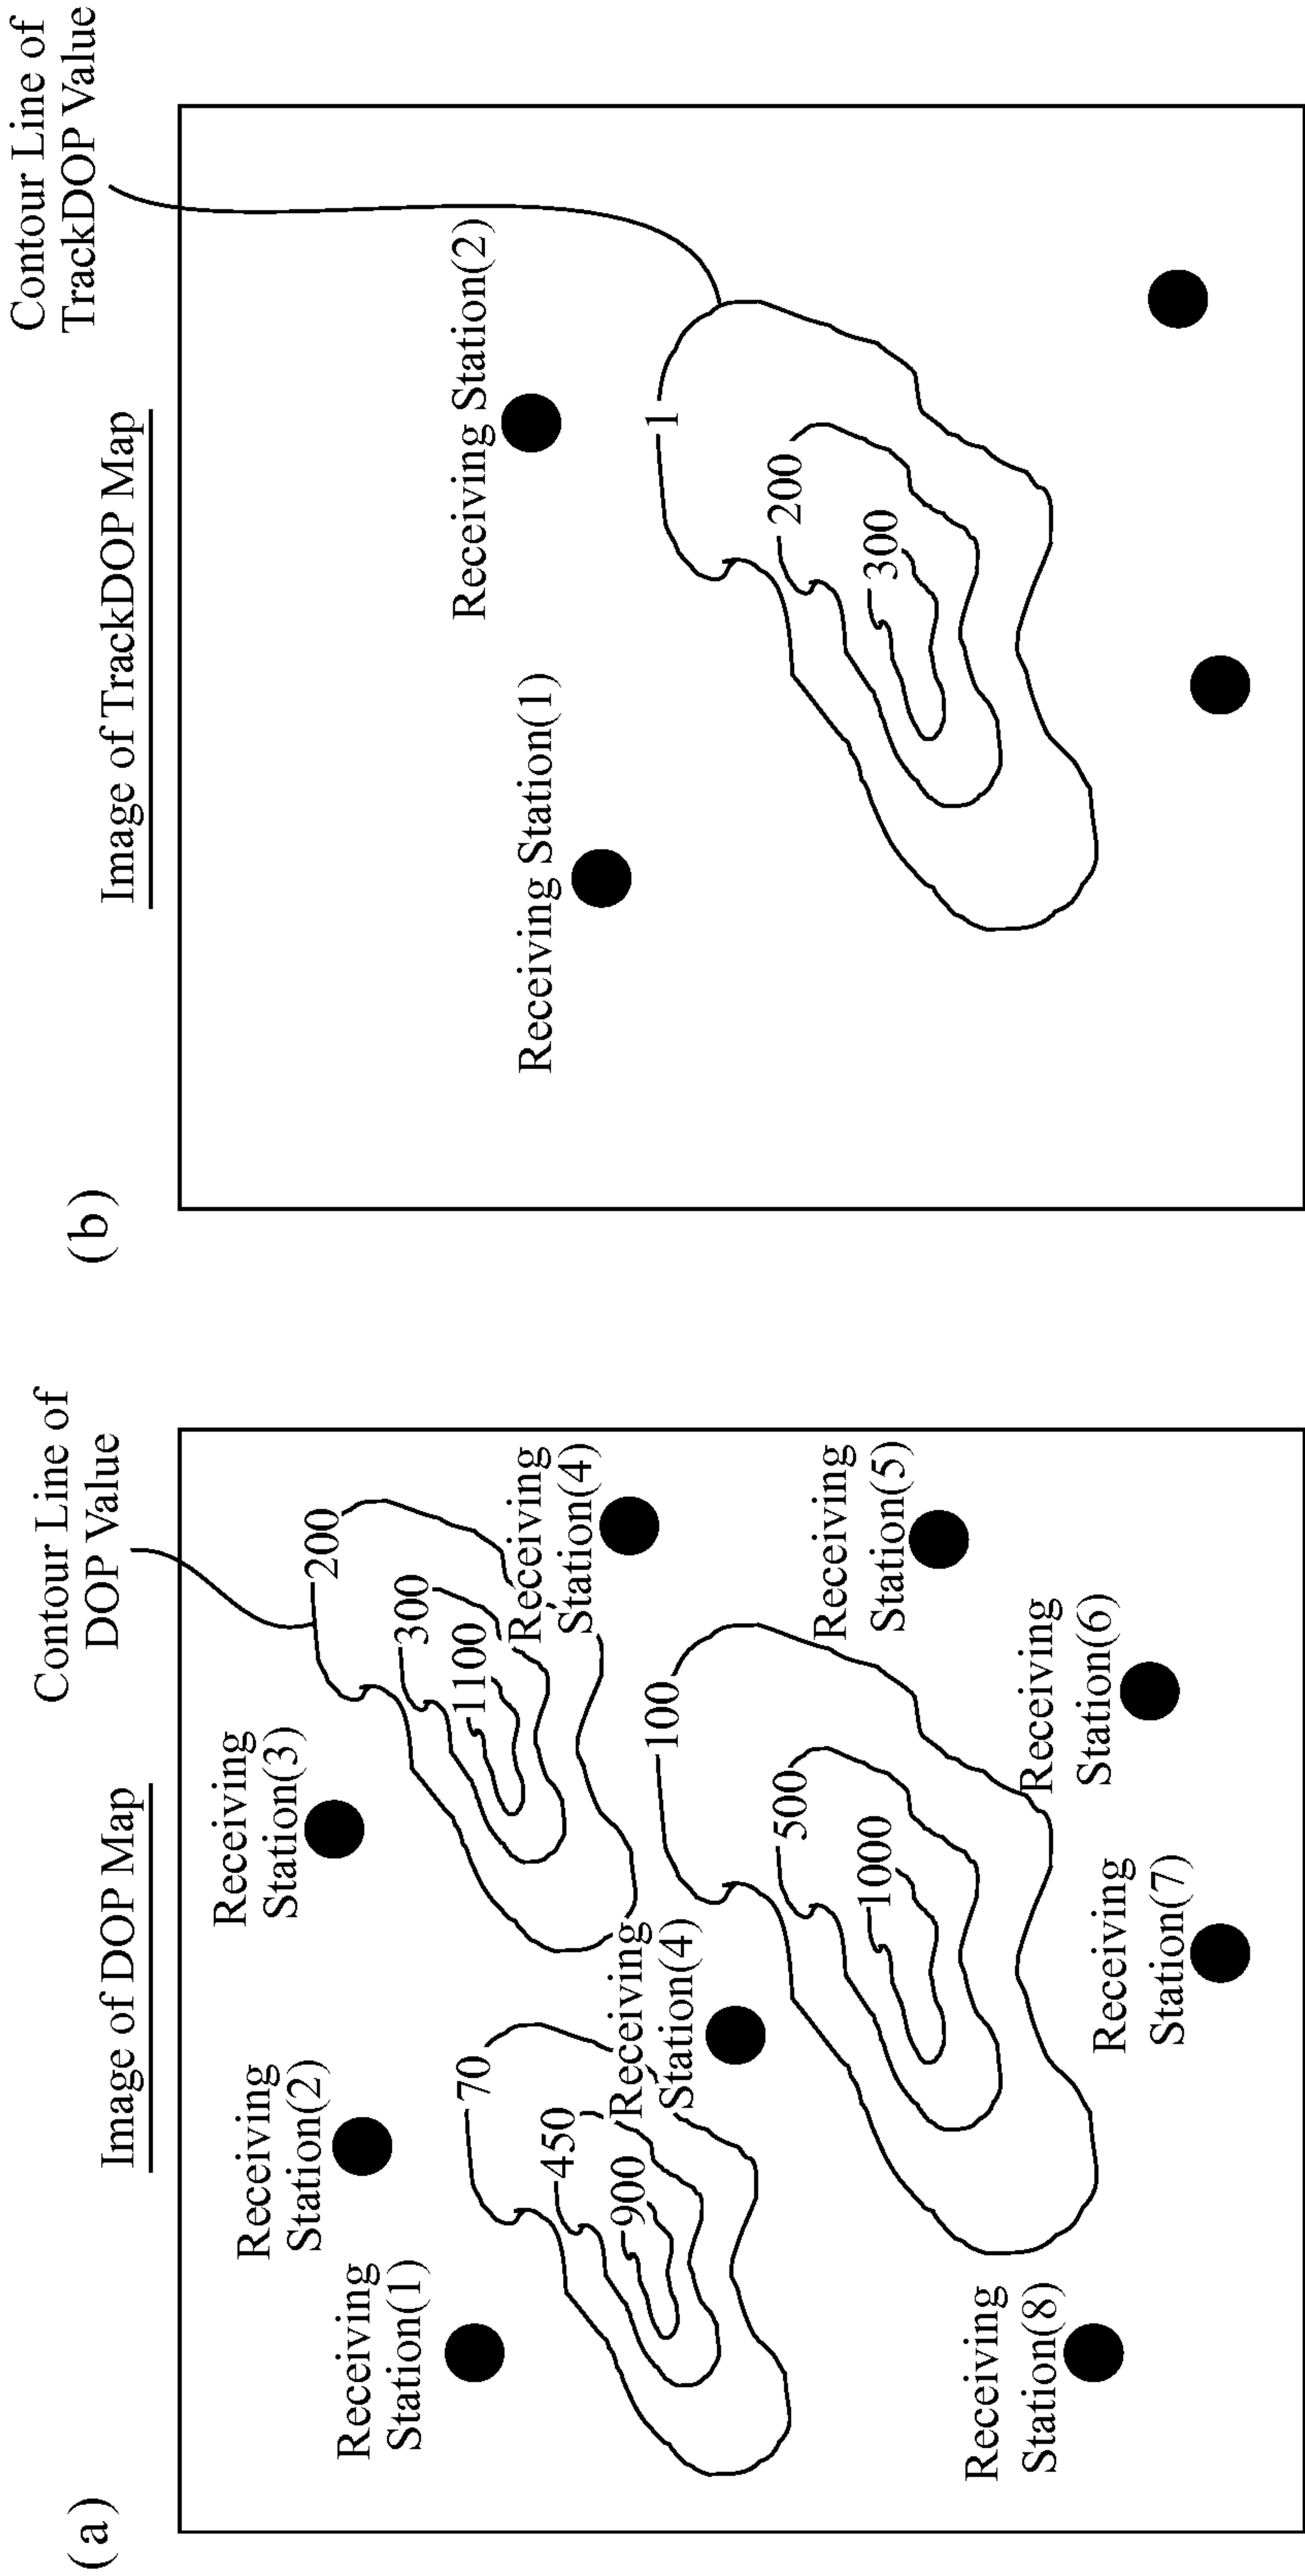 (a)
Image of DOP Map
Contour Line of
DOP Value
Receiving
Station(1)
Receiving
Station(2)
Receiving
Station(3)
200
300
1100
Receiving
Station(4)
70
450
900
Receiving
Station(4)
100
500
1000
Receiving
Station(5)
Receiving
Station(6)
Receiving
Station(7)
Receiving
Station(8)
(b)
Image of TrackDOP Map
Contour Line of
TrackDOP Value
Receiving Station(1)
Receiving Station(2)
1
200
300